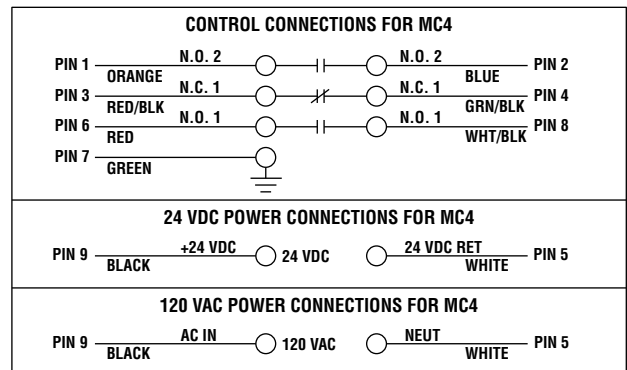 CONTROL CONNECTIONS FOR MC4
PIN 1 N.O. 2 N.O. 2 PIN 2
ORANGE BLUE
PIN 3 N.C. 1 N.C. 1 PIN 4
RED/BLK GRN/BLK
PIN 6 N.O. 1 N.O. 1 PIN 8
RED WHT/BLK
PIN 7
GREEN
24 VDC POWER CONNECTIONS FOR MC4
PIN 9 +24 VDC 24 VDC 24 VDC RET PIN 5
BLACK WHITE
120 VAC POWER CONNECTIONS FOR MC4
PIN 9 AC IN 120 VAC NEUT PIN 5
BLACK WHITE